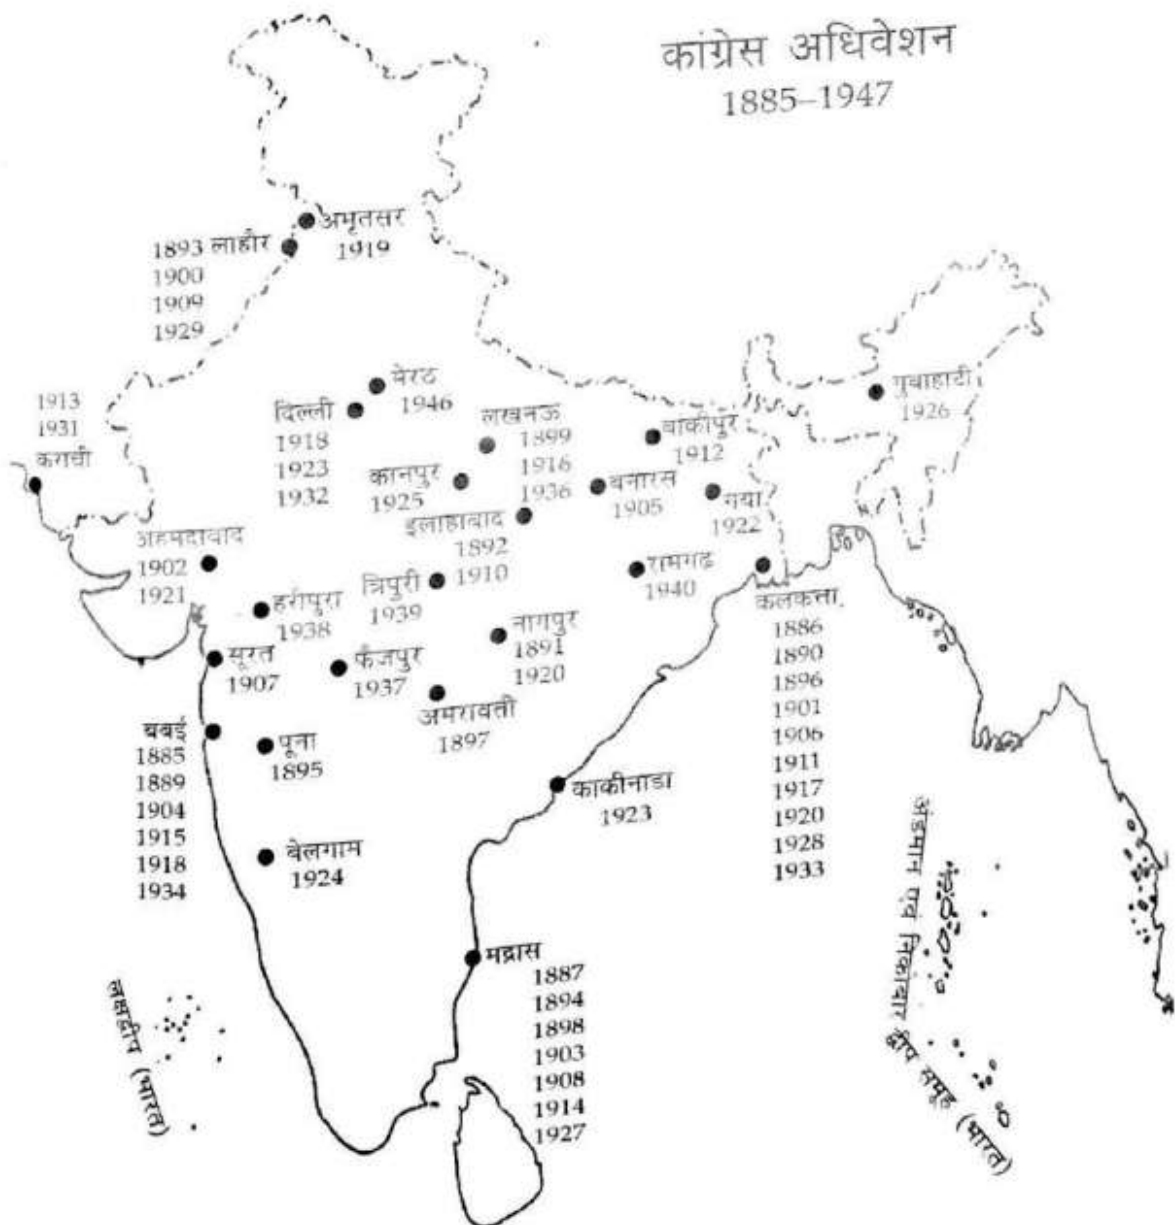 कांग्रेस अधिवेशन
1885–1947
अमृतसर
1919
1893 लाहौर
1900
1909
1929
मेरठ
1946
दिल्ली
1918
1923
1932
लखनऊ
1899
1916
1936
कानपुर
1925
बांकीपुर
1912
गुवाहाटी
1926
1913
1931
कराची
बनारस
1905
गया
1922
इलाहाबाद
1892
1910
अहमदाबाद
1902
1921
त्रिपुरी
1939
रामगढ़
1940
हरीपुरा
1938
कलकत्ता
1886
1890
1896
1901
1906
1911
1917
1920
1928
1933
नागपुर
1891
1920
सूरत
1907
फैजपुर
1937
अमरावती
1897
बंबई
1885
1889
1904
1915
1918
1934
पूना
1895
काकीनाडा
1923
बेलगाम
1924
मद्रास
1887
1894
1898
1903
1908
1914
1927
लक्षद्वीप (भारत)
अंडमान एवं निकोबार द्वीप समूह (भारत)